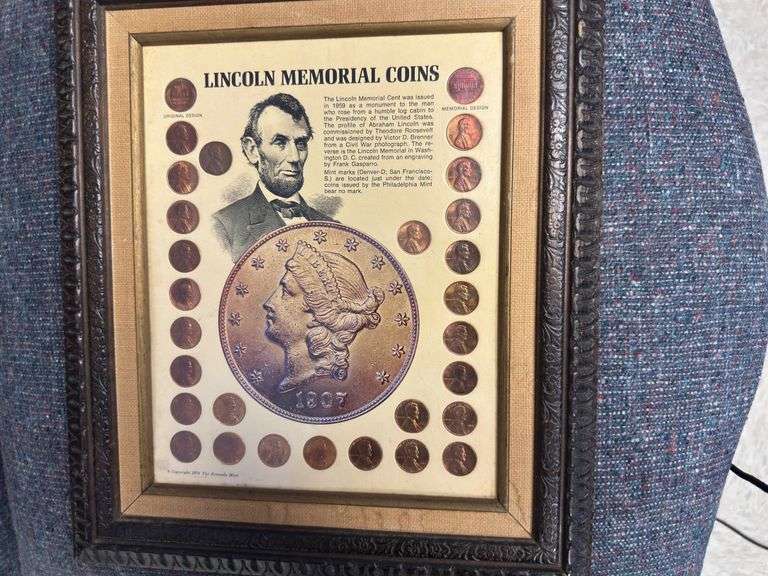 LINCOLN MEMORIAL COINS
ORIGINAL DESIGN
MEMORIAL DESIGN
The Lincoln Memorial Cent was issued
in 1959 as a monument to the man
who rose from a humble log cabin to
the Presidency of the United States.
The profile of Abraham Lincoln was
commissioned by Theodore Roosevelt
and was designed by Victor D. Brenner
from a Civil War photograph. The re-
verse is the Lincoln Memorial in Wash-
ington D. C. created from an engraving
by Frank Gasparro.
Mint marks (Denver-D; San Francisco-
S.) are located just under the date;
coins issued by the Philadelphia Mint
bear no mark.
1907
© Copyright The Mint